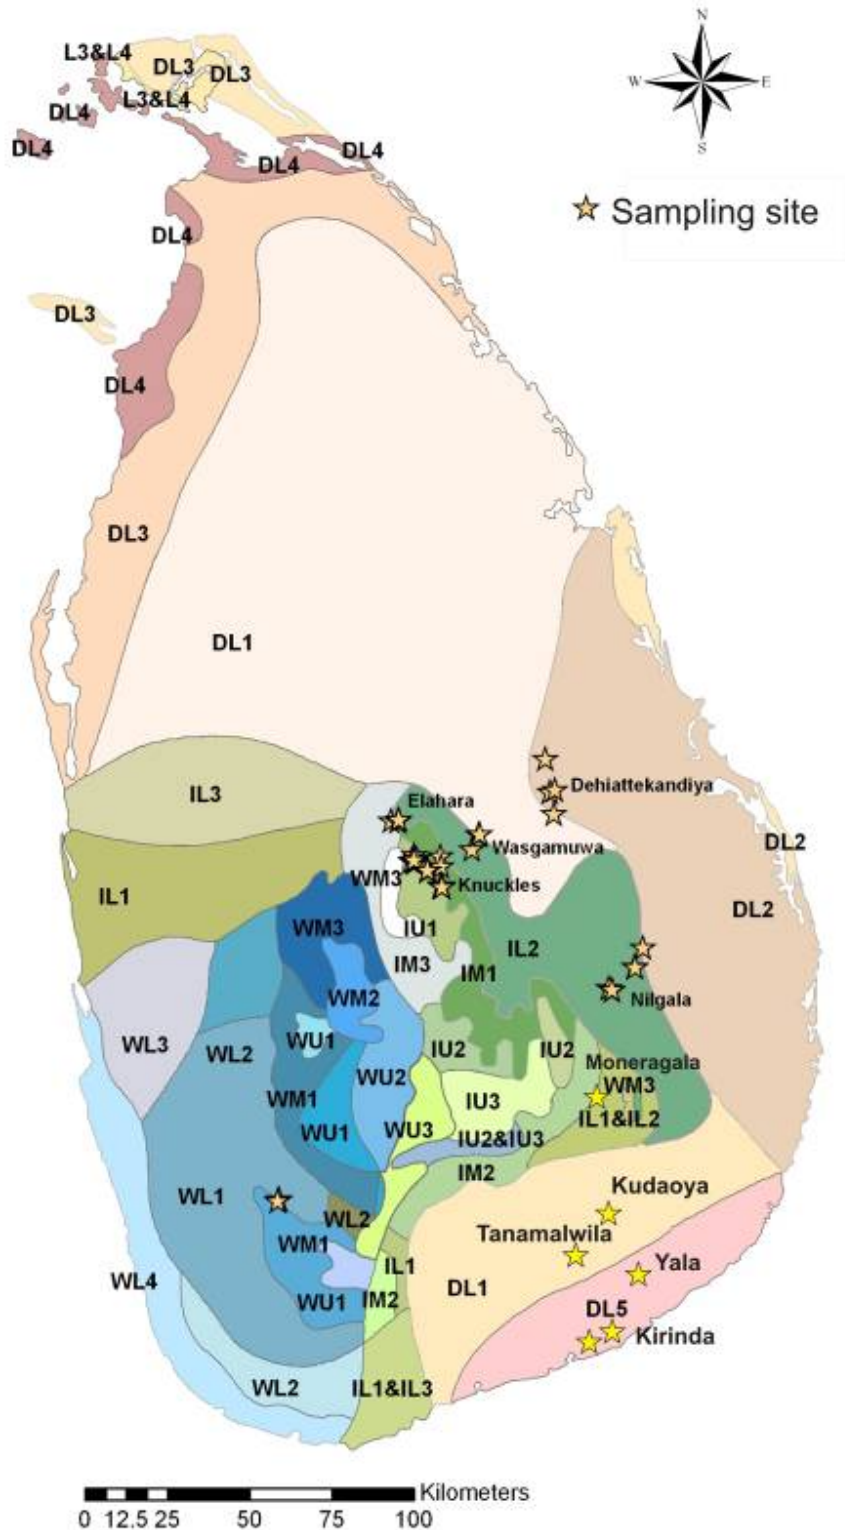 N
W E
S
Sampling site
L3&L4
DL3
DL3
L3&L4
DL4
DL4
DL4
DL4
DL4
DL3
DL4
DL3
DL1
IL3
Elahara
Dehiattekandiya
Wasgamuwa
DL2
WM3
Knuckles
IL1
DL2
WM3
IU1
IL2
IM3
IM1
WM2
Nilgala
WL3
WL2
WU1
IU2
IU2
Moneragala
WU2
WM3
WM1
IU3
IL1&IL2
WU1
WU3
IU2&IU3
IM2
Kudaoya
WL1
WL2
Tanamalwila
WM1
Yala
WL4
IL1
DL1
WU1
IM2
DL5
Kirinda
WL2
IL1&IL3
Kilometers
0 12.5 25 50 75 100